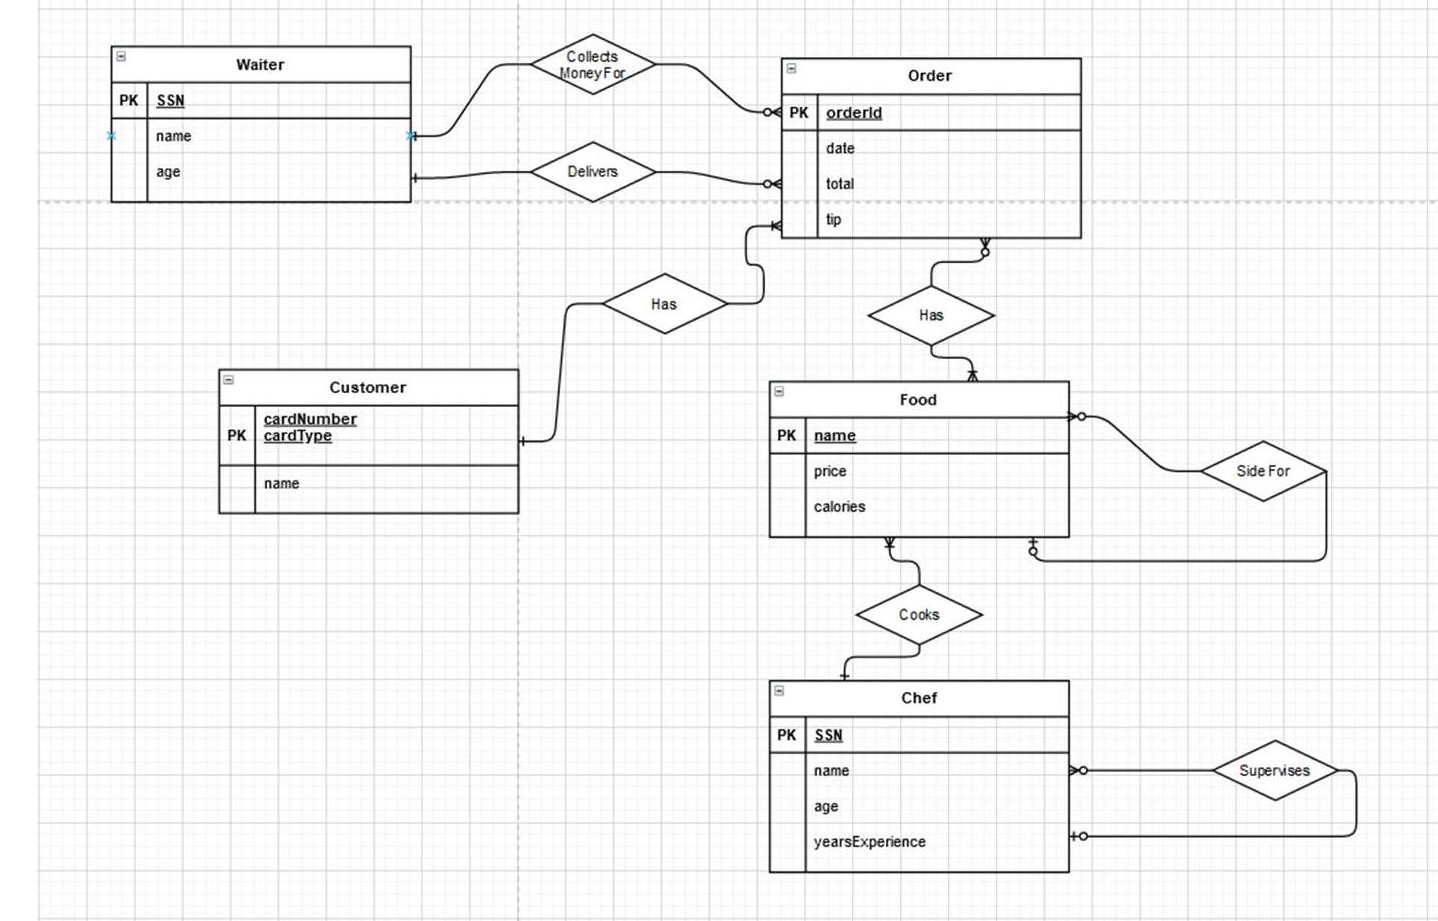 Waiter
PK SSN
name
age
Collects
Money For
Delivers
Order
PK orderId
date
total
tip
Has
Has
Customer
cardNumber
PK cardType
name
Food
PK name
price
calories
Side For
Cooks
Chef
PK SSN
name
age
yearsExperience
Supervises